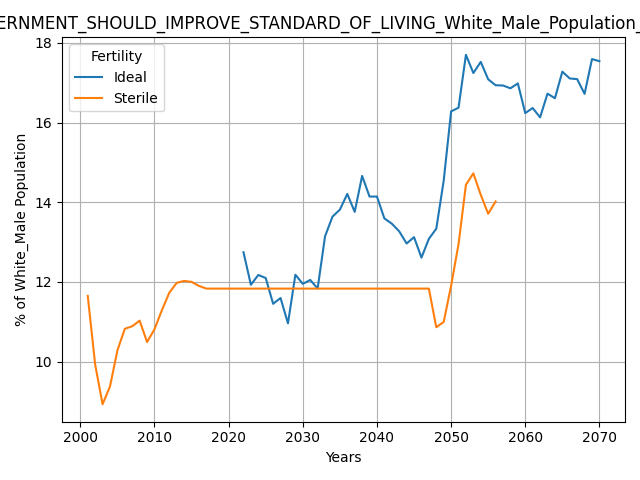 ERNMENT_SHOULD_IMPROVE_STANDARD_OF_LIVING_White_Male_Population_
Fertility
Ideal
Sterile
% of White_Male Population
18
16
14
12
10
2000 2010 2020 2030 2040 2050 2060 2070
Years